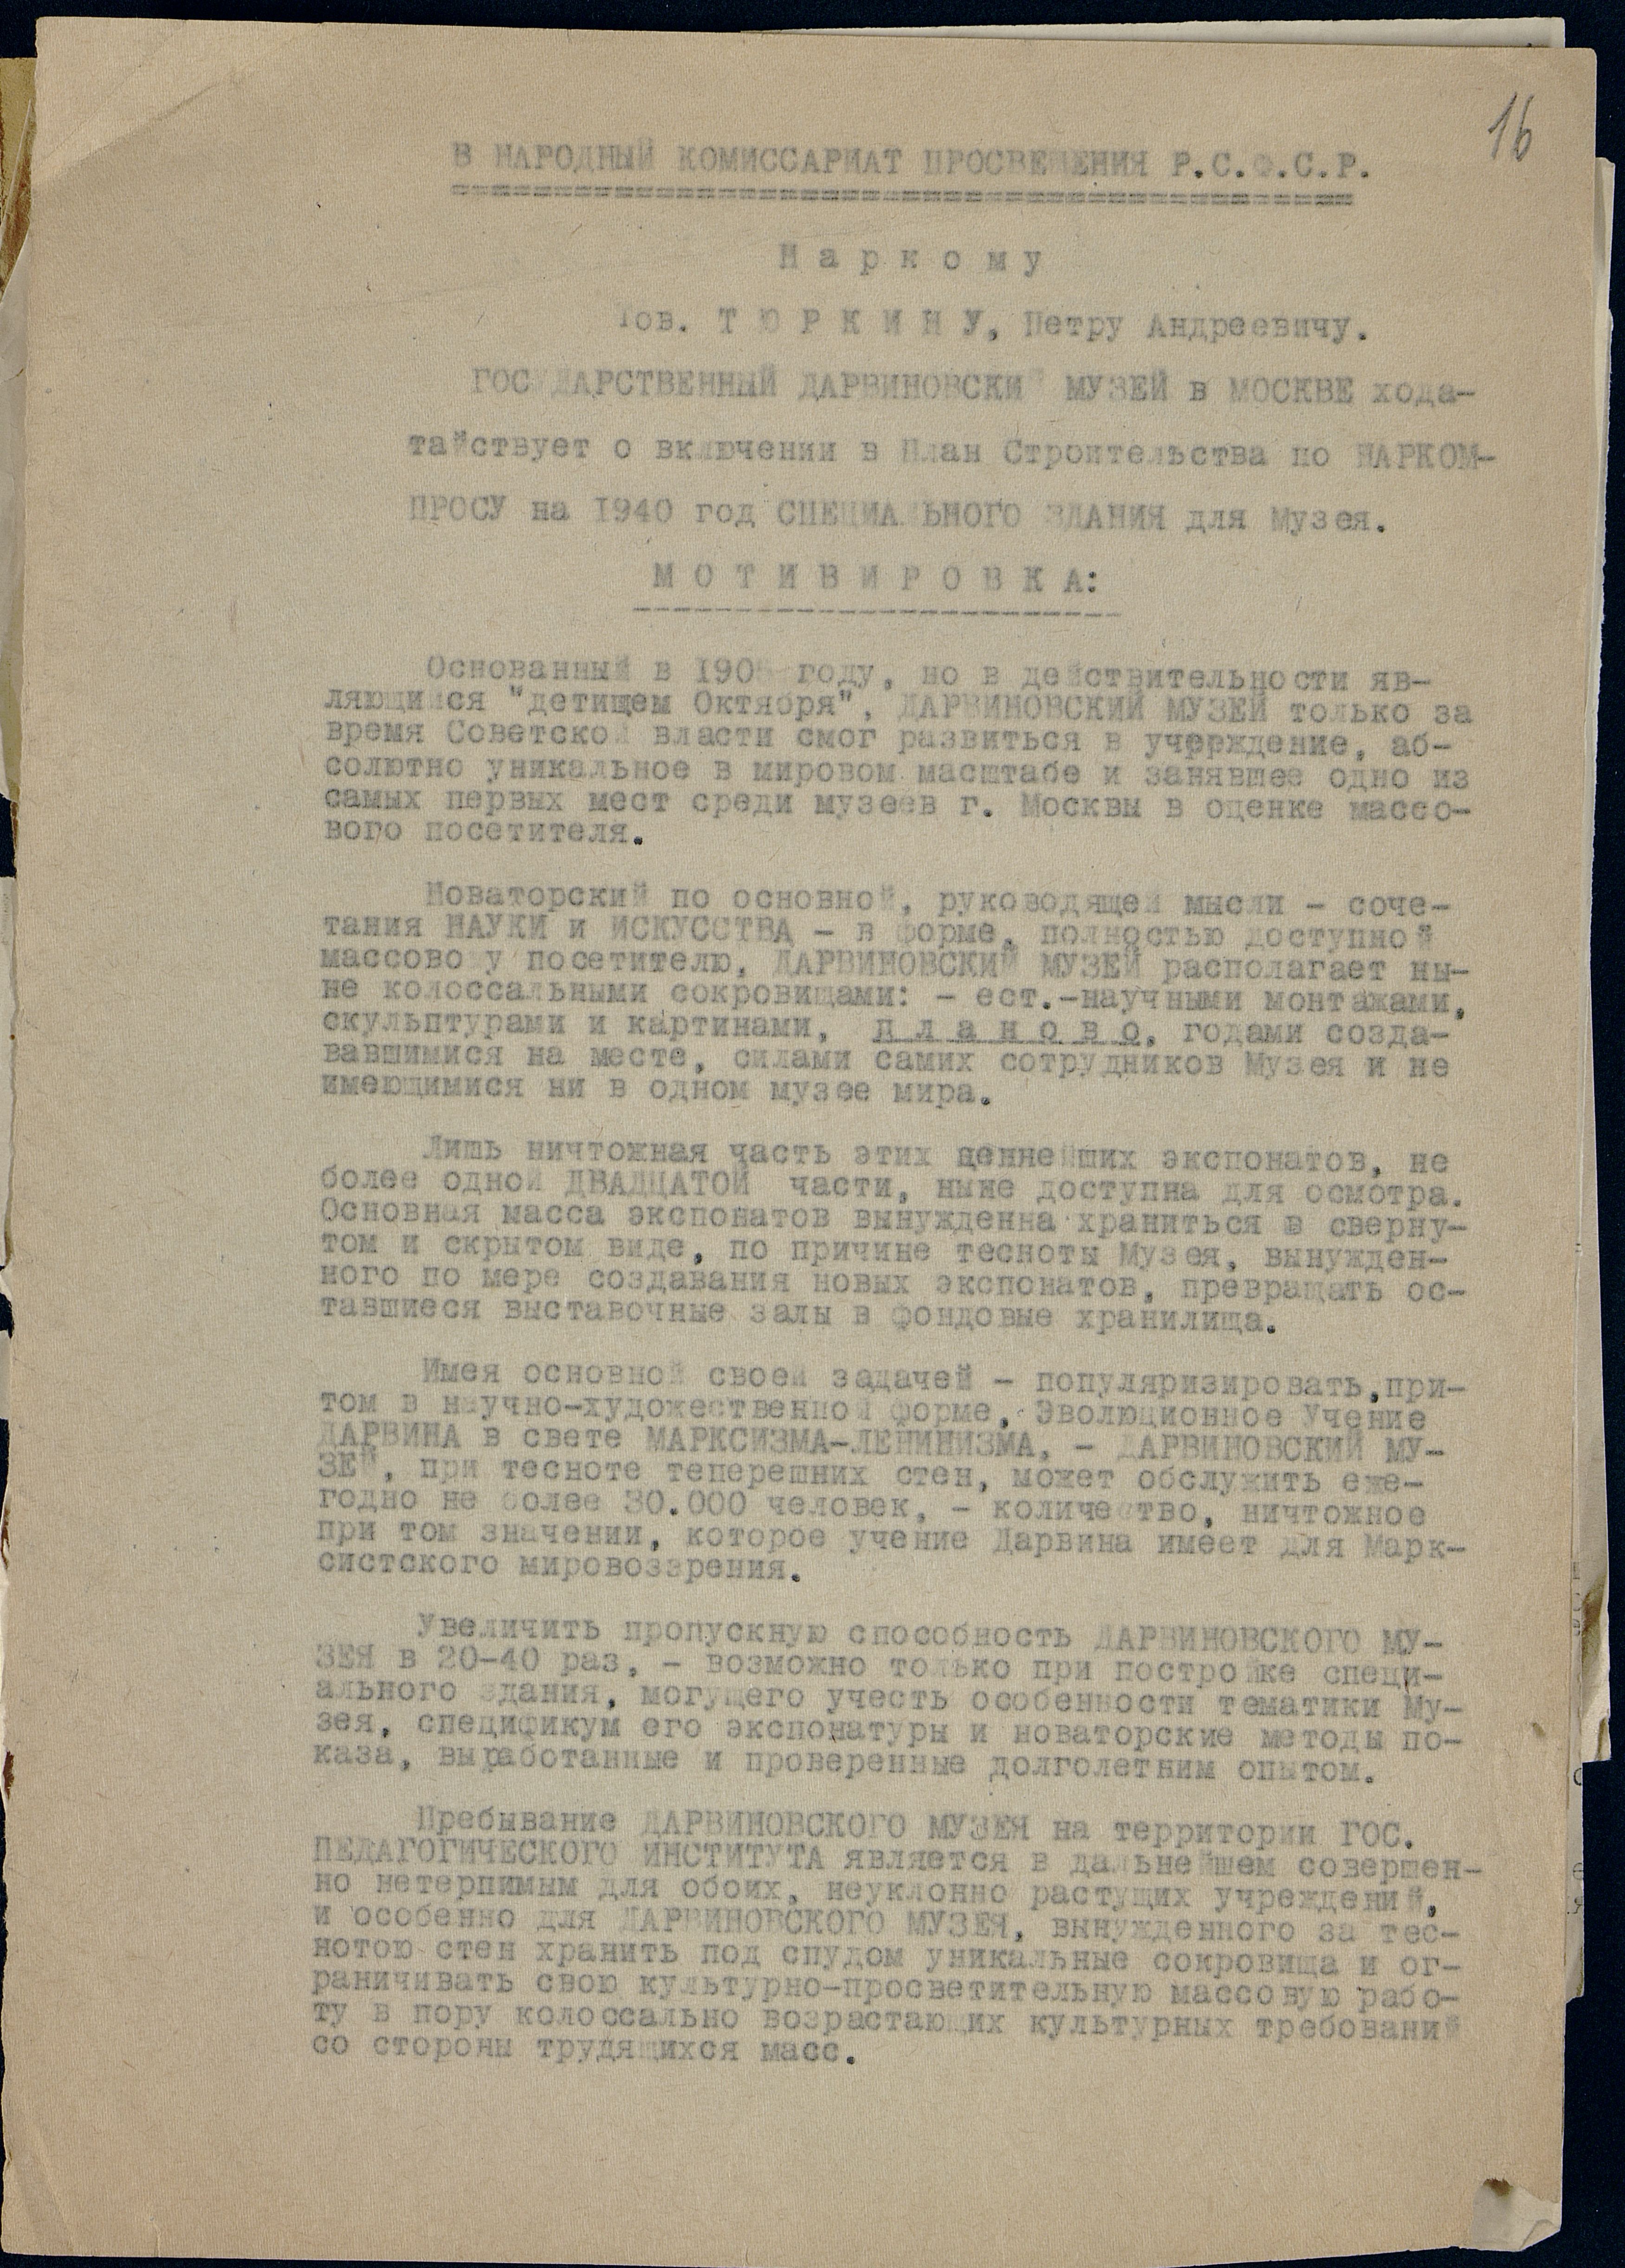 16
В НАРОДНЫЙ КОМИССАРИАТ ПРОСВЕЩЕНИЯ Р.С.Ф.С.Р.
Наркому
Тов. ТЮРКИНУ, Петру Андреевичу.
ГОСУДАРСТВЕННЫЙ ДАРВИНОВСКИЙ МУЗЕЙ в МОСКВЕ хода-
тайствует о включении в План Строительства по НАРКОМ-
ПРОСУ на 1940 год СПЕЦИАЛЬНОГО ЗДАНИЯ для Музея.
МОТИВИРОВКА:
Основанный в году, но в действительности яв-
ляющийся "детищем Октября", ДАРВИНОВСКИЙ МУЗЕЙ только за
время Советской власти смог развиться в учерждение, аб-
солютно уникальное в мировом масштабе и занявшее одно из
самых первых мест среди музеев г. Москвы в оценке массо-
вого посетителя.
Новаторский по основной, руководящей мысли - соче-
тания НАУКИ и ИСКУССТВА - в форме, полностью доступной
массовому посетителю, ДАРВИНОВСКИЙ МУЗЕЙ располагает ны-
не колоссальными сокровищами: - ест.-научными монтажами,
скульптурами и картинами, планово, годами созда-
вавшимися на месте, силами самих сотрудников Музея и не
имеющимися ни в одном музее мира.
Лишь ничтожная часть этих ценнейших экспонатов, не
более одной ДВАДЦАТОЙ части, ныне доступна для осмотра.
Основная масса экспонатов вынужденна храниться в сверну-
том и скрытом виде, по причине тесноты Музея, вынужден-
ного по мере создавания новых экспонатов, превращать ос-
тавшиеся выставочные залы в фондовые хранилища.
Имея основной своей задачей - популяризировать, при-
том в научно-художественной форме, Эволюционное Учение
ДАРВИНА в свете МАРКСИЗМА-ЛЕНИНИЗМА, - ДАРВИНОВСКИЙ МУ-
ЗЕЙ, при тесноте теперешних стен, может обслужить еже-
годно не более 30.000 человек, - количество, ничтожное
при том значении, которое учение Дарвина имеет для Марк-
систского мировоззрения.
Увеличить пропускную способность ДАРВИНОВСКОГО МУ-
ЗЕЯ в 20-40 раз, - возможно только при постройке специ-
ального здания, могущего учесть особенности тематики Му-
зея, спецификум его экспонатуры и новаторские методы по-
каза, выработанные и проверенные долголетним опытом.
Пребывание ДАРВИНОВСКОГО МУЗЕЯ на территории ГОС.
ПЕДАГОГИЧЕСКОГО ИНСТИТУТА является в дальнейшем совершен-
но нетерпимым для обоих, неуклонно растущих учреждений,
и особенно для ДАРВИНОВСКОГО МУЗЕЯ, вынужденного за тес-
нотою стен хранить под спудом уникальные сокровища и ог-
раничивать свою культурно-просветительную массовую рабо-
ту в пору колоссально возрастающих культурных требований
со стороны трудящихся масс.